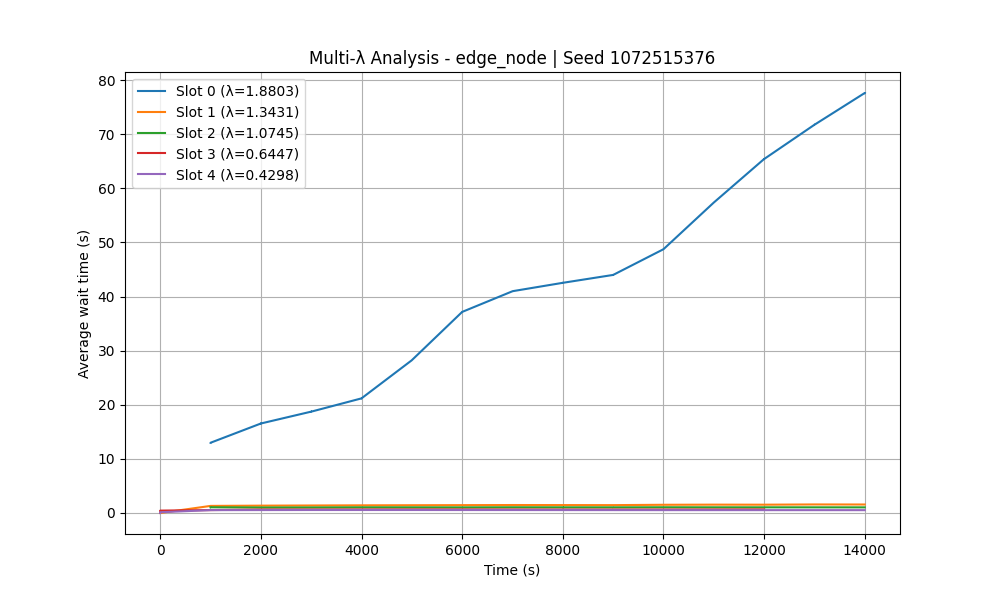 Multi-λ Analysis - edge_node | Seed 1072515376
Slot 0 (λ=1.8803)
Slot 1 (λ=1.3431)
Slot 2 (λ=1.0745)
Slot 3 (λ=0.6447)
Slot 4 (λ=0.4298)
Average wait time (s)
80
70
60
50
40
30
20
10
0
0 2000 4000 6000 8000 10000 12000 14000
Time (s)